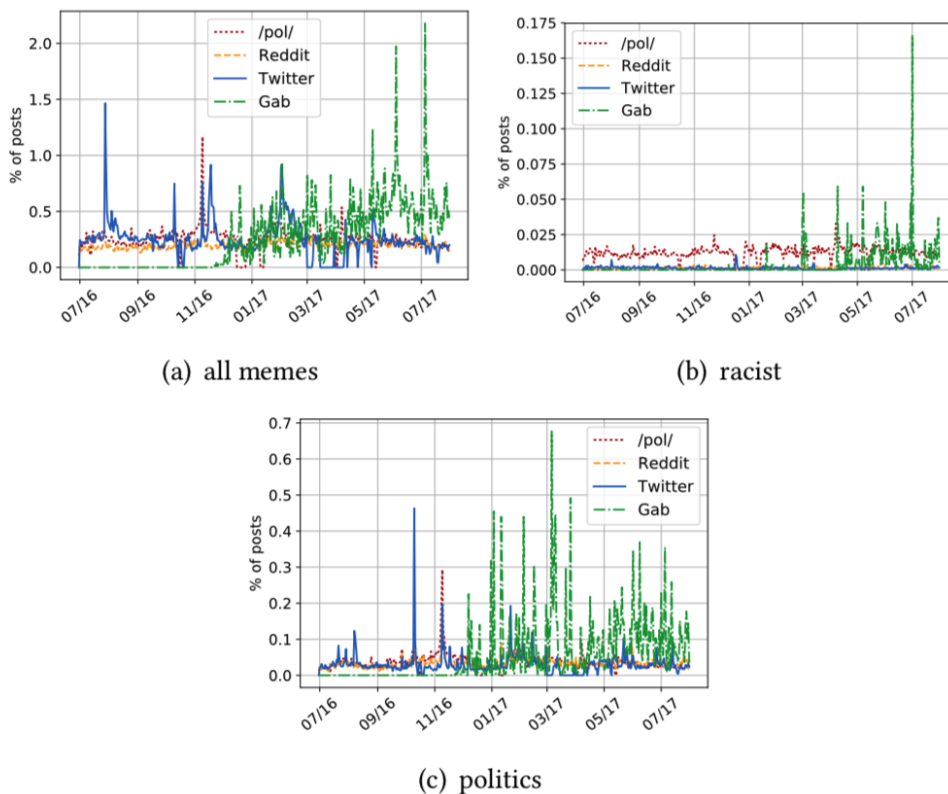 2.0
1.5
1.0
0.5
0.0
% of posts
/pol/
Reddit
Twitter
Gab
07/16
09/16
11/16
01/17
03/17
05/17
07/17
(a) all memes
0.175
0.150
0.125
0.100
0.075
0.050
0.025
0.000
% of posts
/pol/
Reddit
Twitter
Gab
07/16
09/16
11/16
01/17
03/17
05/17
07/17
(b) racist
0.7
0.6
0.5
0.4
0.3
0.2
0.1
0.0
% of posts
/pol/
Reddit
Twitter
Gab
07/16
09/16
11/16
01/17
03/17
05/17
07/17
(c) politics